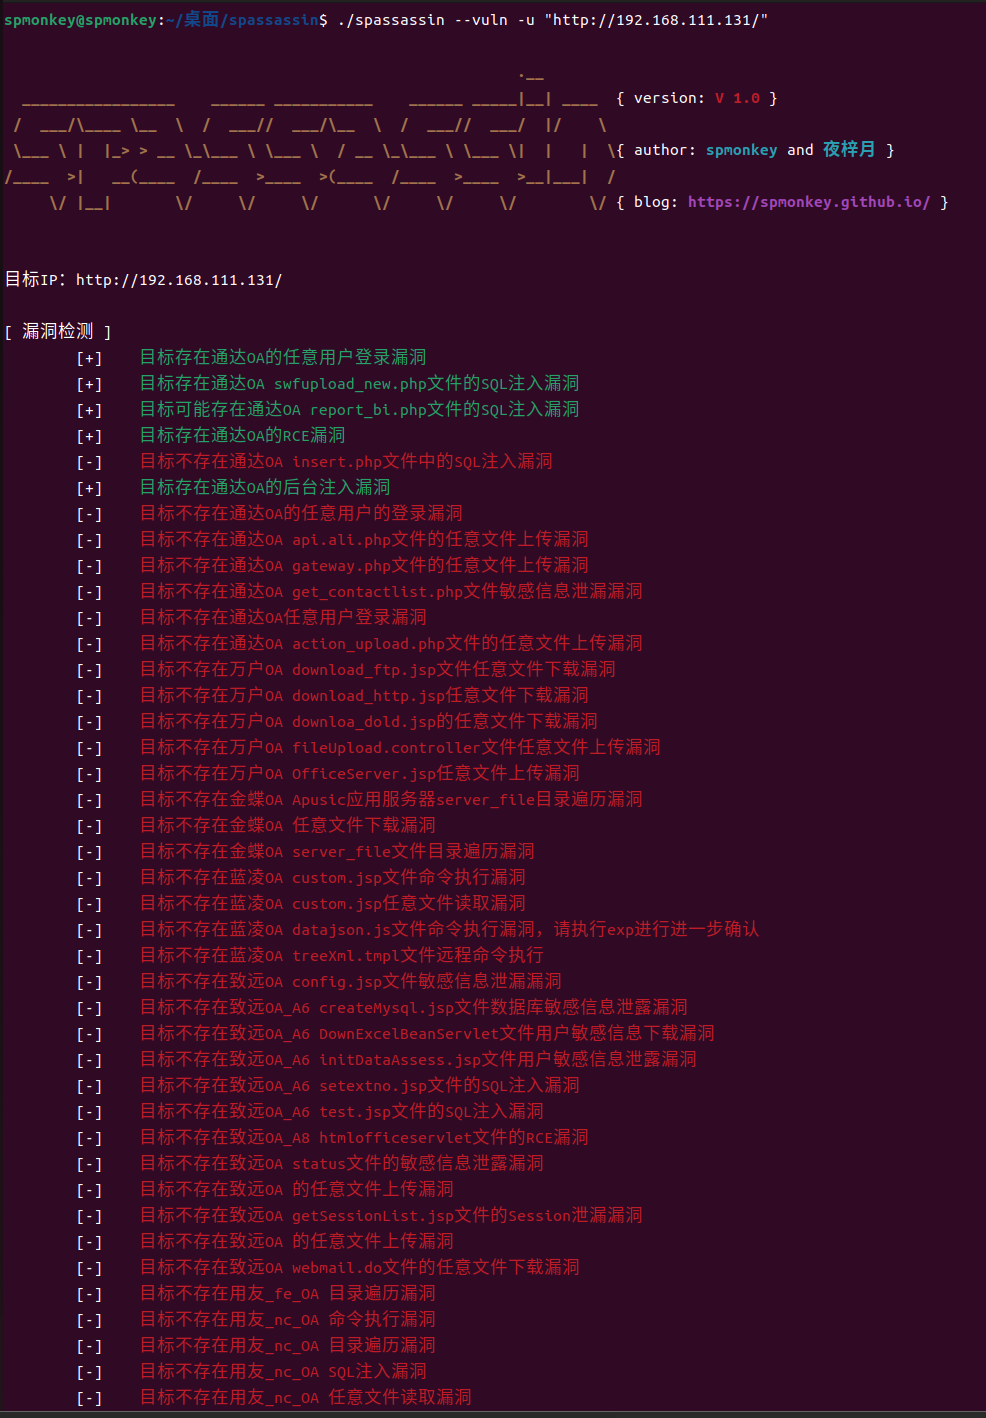 spmonkey@spmonkey:~/桌面/spassassin$ ./spassassin --vuln -u "http://192.168.111.131/"
{ version: V 1.0 }
{ author: spmonkey and 夜梓月 }
{ blog: https://spmonkey.github.io/ }
目标IP: http://192.168.111.131/
[ 漏洞检测 ]
[+] 目标存在通达OA的任意用户登录漏洞
[+] 目标存在通达OA swfupload_new.php文件的SQL注入漏洞
[+] 目标可能存在通达OA report_bi.php文件的SQL注入漏洞
[+] 目标存在通达OA的RCE漏洞
[-] 目标不存在通达OA insert.php文件中的SQL注入漏洞
[+] 目标存在通达OA的后台注入漏洞
[-] 目标不存在通达OA的任意用户的登录漏洞
[-] 目标不存在通达OA api.ali.php文件的任意文件上传漏洞
[-] 目标不存在通达OA gateway.php文件的任意文件上传漏洞
[-] 目标不存在通达OA get_contactlist.php文件敏感信息泄漏漏洞
[-] 目标不存在通达OA任意用户登录漏洞
[-] 目标不存在通达OA action_upload.php文件的任意文件上传漏洞
[-] 目标不存在万户OA download_ftp.jsp文件任意文件下载漏洞
[-] 目标不存在万户OA download_http.jsp任意文件下载漏洞
[-] 目标不存在万户OA downloa_dold.jsp的任意文件下载漏洞
[-] 目标不存在万户OA fileUpload.controller文件任意文件上传漏洞
[-] 目标不存在万户OA OfficeServer.jsp任意文件上传漏洞
[-] 目标不存在金蝶OA Apusic应用服务器server_file目录遍历漏洞
[-] 目标不存在金蝶OA 任意文件下载漏洞
[-] 目标不存在金蝶OA server_file文件目录遍历漏洞
[-] 目标不存在蓝凌OA custom.jsp文件命令执行漏洞
[-] 目标不存在蓝凌OA custom.jsp任意文件读取漏洞
[-] 目标不存在蓝凌OA datajson.js文件命令执行漏洞，请执行exp进行进一步确认
[-] 目标不存在蓝凌OA treeXml.tmpl文件远程命令执行
[-] 目标不存在致远OA config.jsp文件敏感信息泄漏漏洞
[-] 目标不存在致远OA_A6 createMysql.jsp文件数据库敏感信息泄露漏洞
[-] 目标不存在致远OA_A6 DownExcelBeanServlet文件用户敏感信息下载漏洞
[-] 目标不存在致远OA_A6 initDataAssess.jsp文件用户敏感信息泄露漏洞
[-] 目标不存在致远OA_A6 setextno.jsp文件的SQL注入漏洞
[-] 目标不存在致远OA_A6 test.jsp文件的SQL注入漏洞
[-] 目标不存在致远OA_A8 htmlofficeservlet文件的RCE漏洞
[-] 目标不存在致远OA status文件的敏感信息泄露漏洞
[-] 目标不存在致远OA 的任意文件上传漏洞
[-] 目标不存在致远OA getSessionList.jsp文件的Session泄漏漏洞
[-] 目标不存在致远OA 的任意文件上传漏洞
[-] 目标不存在致远OA webmail.do文件的任意文件下载漏洞
[-] 目标不存在用友_fe_OA 目录遍历漏洞
[-] 目标不存在用友_nc_OA 命令执行漏洞
[-] 目标不存在用友_nc_OA 目录遍历漏洞
[-] 目标不存在用友_nc_OA SQL注入漏洞
[-] 目标不存在用友_nc_OA 任意文件读取漏洞